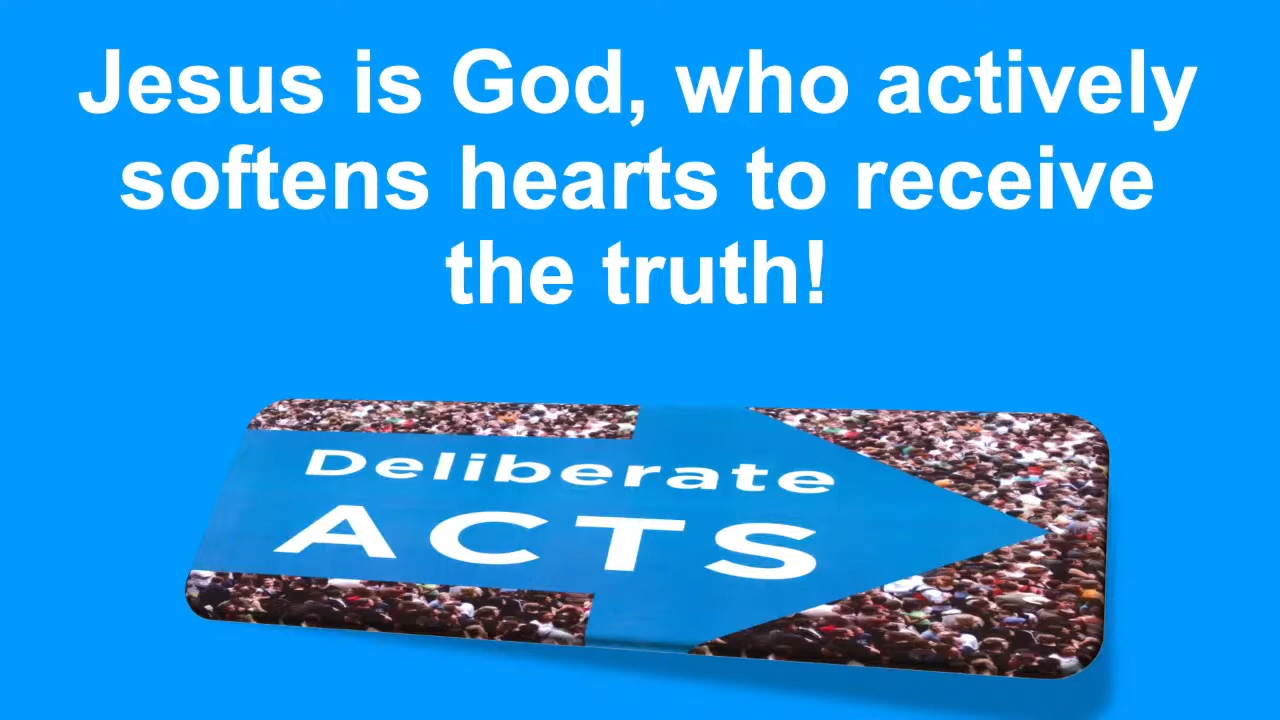 Jesus is God, who actively
softens hearts to receive
the truth!
Deliberate
ACTS